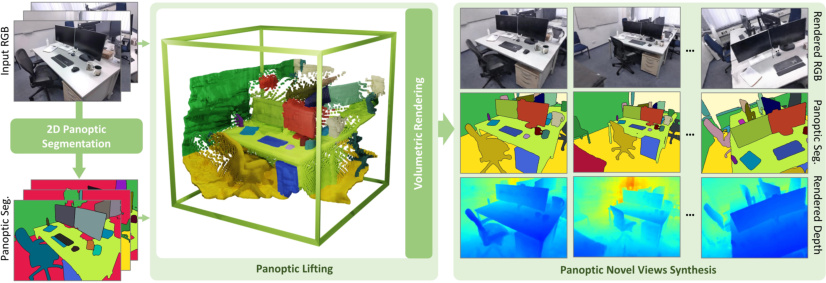 Input RGB
2D Panoptic
Segmentation
Panoptic Seg.
Volumetric Rendering
Panoptic Lifting
Rendered RGB
...
Panoptic Seg.
...
Rendered Depth
...
Panoptic Novel Views Synthesis